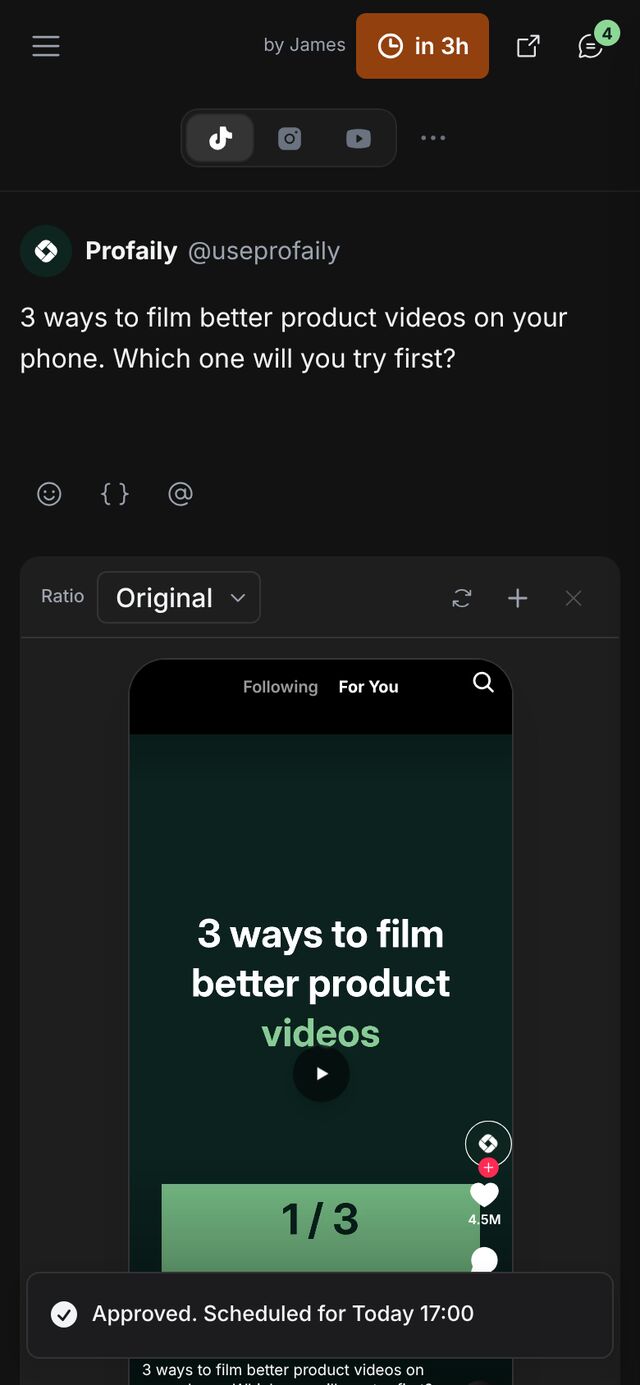 by James
in 3h
4
Profaily @useprofaily
3 ways to film better product videos on your
phone. Which one will you try first?
{ } @
Ratio
Original
Following
For You
3 ways to film
better product
videos
1/3
4.5M
Approved. Scheduled for Today 17:00
3 ways to film better product videos on